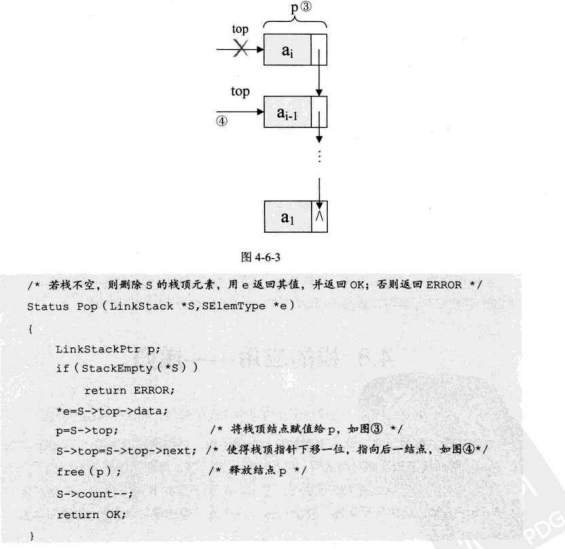 p③
top
aᵢ
top
④
aᵢ₋₁
⋮
a₁ ∧
图 4-6-3
/* 若栈不空，则删除 S 的栈顶元素，用 e 返回其值，并返回 OK；否则返回 ERROR */
Status Pop(LinkStack *S,SElemType *e)
{
LinkStackPtr p;
if(StackEmpty(*S))
return ERROR;
*e=S->top->data;
p=S->top; /* 将栈顶结点赋值给 p，如图③ */
S->top=S->top->next; /* 使得栈顶指针下移一位，指向后一结点，如图④*/
free(p); /* 释放结点 p */
S->count--;
return OK;
}
PDG